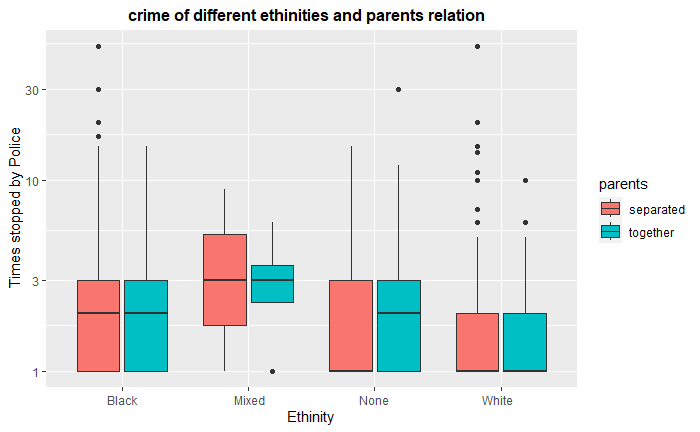 crime of different ethinities and parents relation
Times stopped by Police
30
10
3
1
Black Mixed None White
Ethinity
parents
separated
together